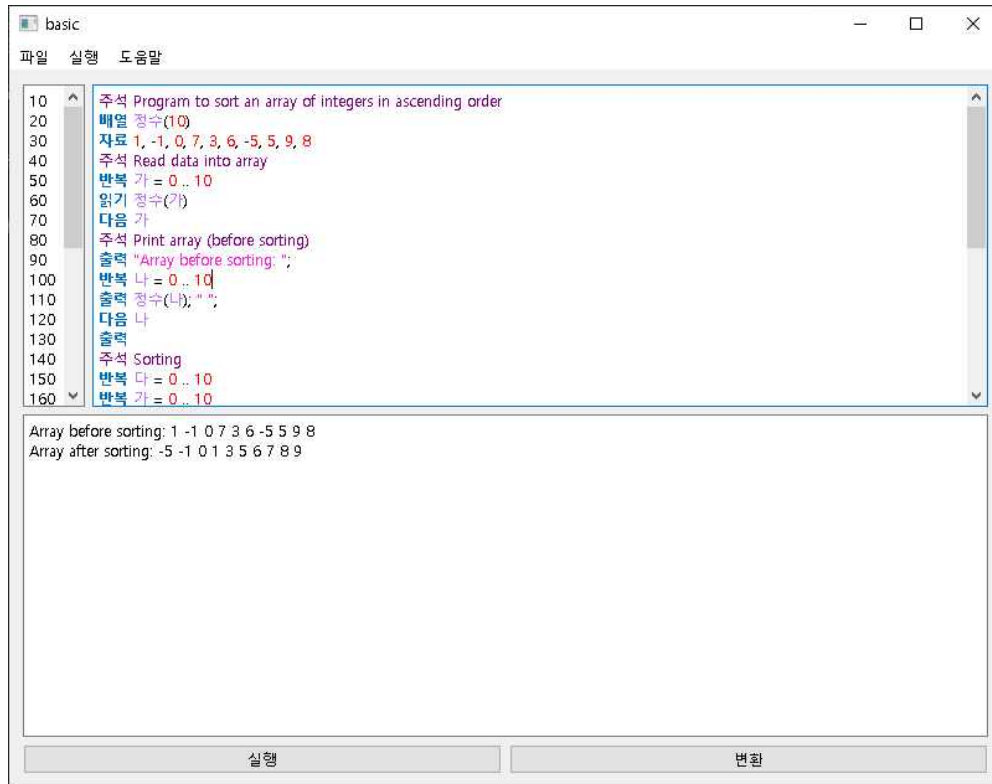 basic
파일 실행 도움말
10 주석 Program to sort an array of integers in ascending order
20 배열 정수(10)
30 자료 1, -1, 0, 7, 3, 6, -5, 5, 9, 8
40 주석 Read data into array
50 반복 가 = 0 .. 10
60 읽기 정수(가)
70 다음 가
80 주석 Print array (before sorting)
90 출력 "Array before sorting: ";
100 반복 나 = 0 .. 10
110 출력 정수(나); " ";
120 다음 나
130 출력
140 주석 Sorting
150 반복 다 = 0 .. 10
160 반복 가 = 0 .. 10
Array before sorting: 1 -1 0 7 3 6 -5 5 9 8
Array after sorting: -5 -1 0 1 3 5 6 7 8 9
실행 변환